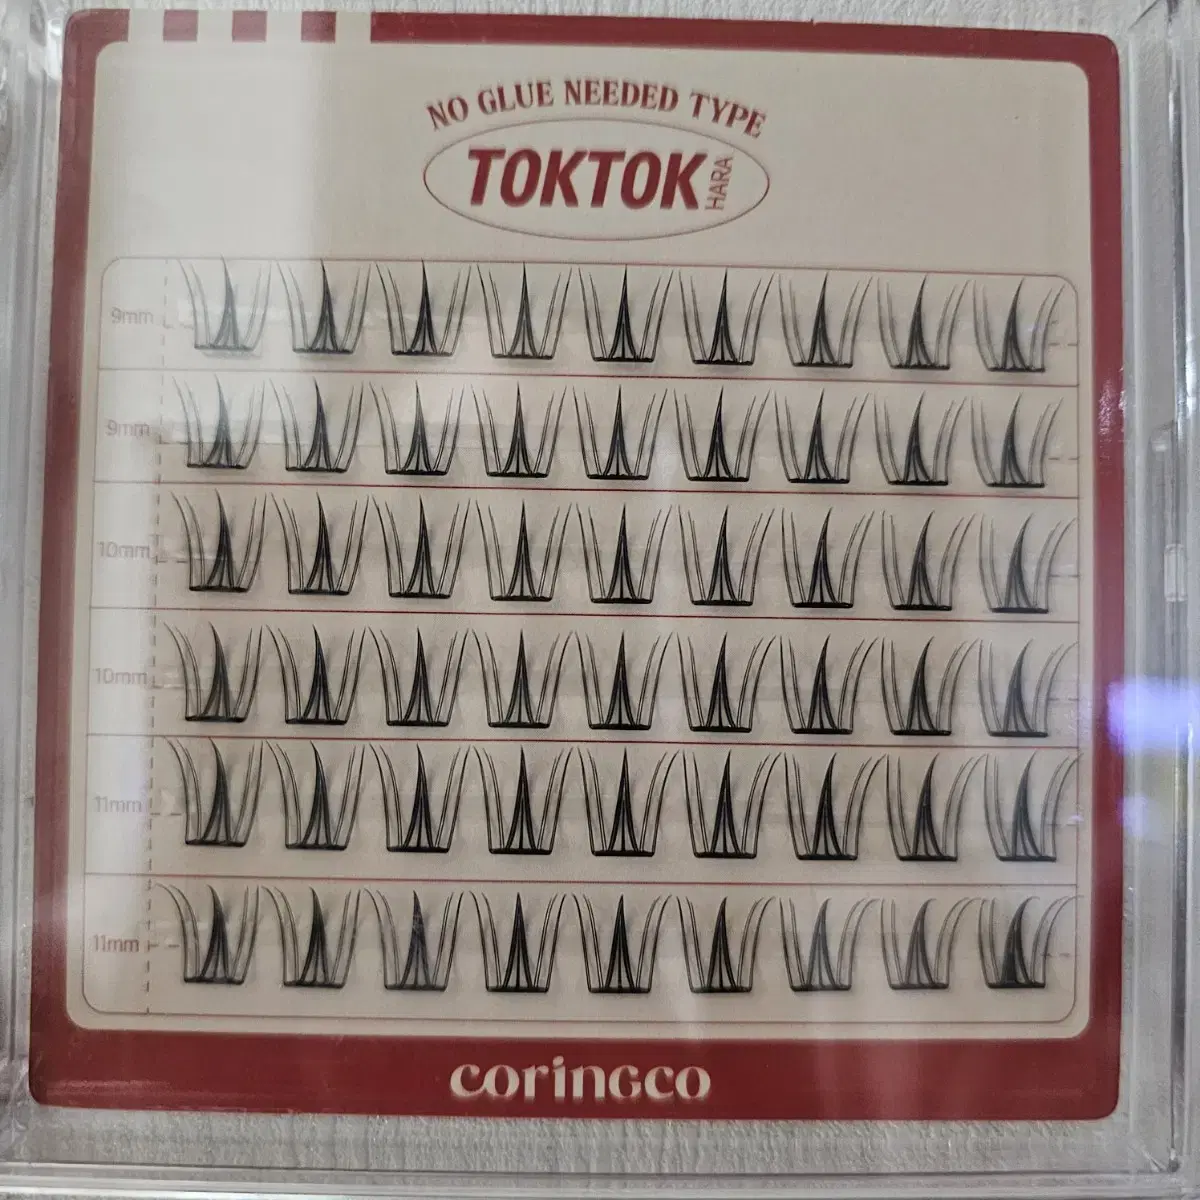 NO GLUE NEEDED TYPE
TOKTOK HARA
9mm
9mm
10mm
10mm
11mm
11mm
coringco